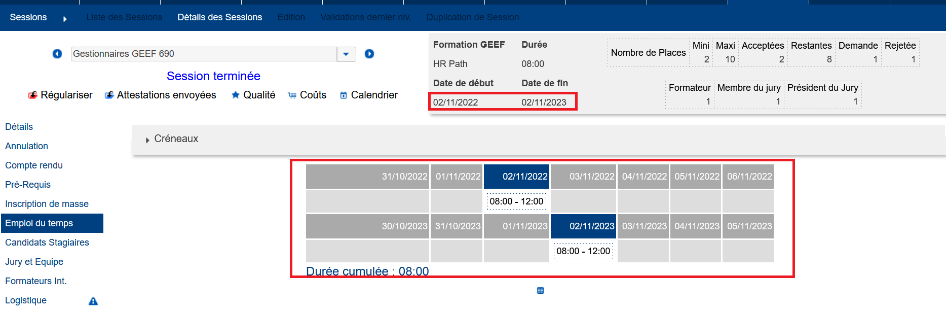 Sessions Liste des Sessions Détails des Sessions Edition Validations dernier niv. Duplication de Session
Gestionnaires GEEF 690
Session terminée
Régulariser Attestations envoyées Qualité Coûts Calendrier
Formation GEEF Durée
HR Path 08:00
Date de début Date de fin
02/11/2022 02/11/2023
Nombre de Places Mini Maxi Acceptées Restantes Demande Rejetée
2 10 2 8 1 1
Formateur Membre du jury Président du Jury
1 1 1
Détails
Annulation
Compte rendu
Pré-Requis
Inscription de masse
Emploi du temps
Candidats Stagiaires
Jury et Equipe
Formateurs Int.
Logistique
Créneaux
31/10/2022 01/11/2022 02/11/2022 03/11/2022 04/11/2022 05/11/2022 06/11/2022
08:00 - 12:00
30/10/2023 31/10/2023 01/11/2023 02/11/2023 03/11/2023 04/11/2023 05/11/2023
08:00 - 12:00
Durée cumulée : 08:00